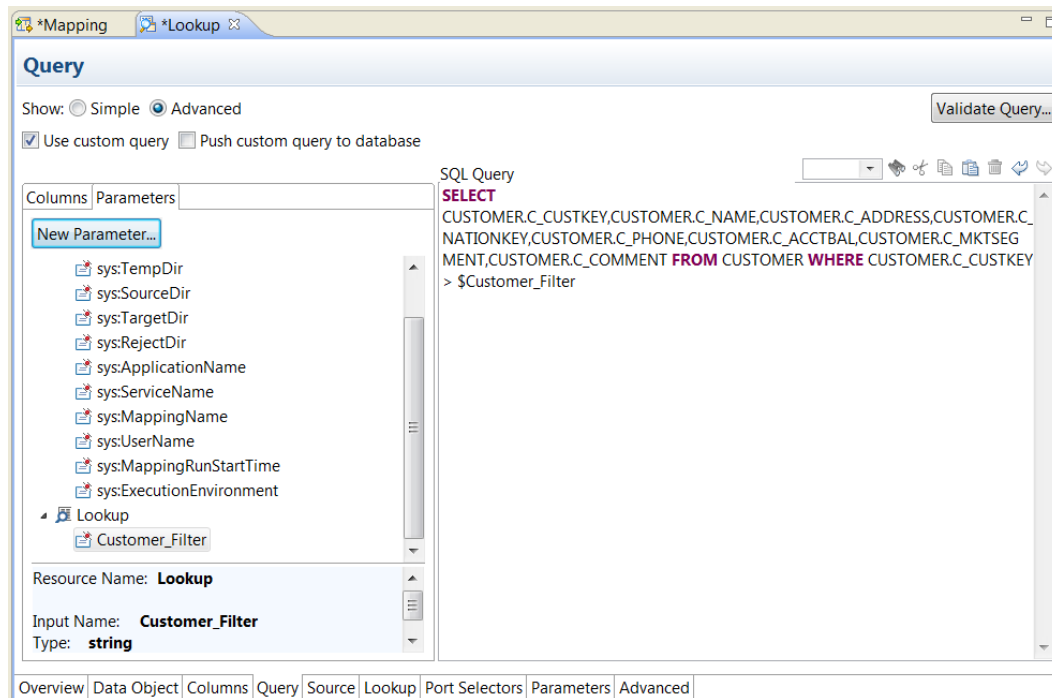 *Mapping
*Lookup
Query
Show: Simple Advanced
Validate Query...
Use custom query Push custom query to database
SQL Query
Columns Parameters
SELECT
CUSTOMER.C_CUSTKEY,CUSTOMER.C_NAME,CUSTOMER.C_ADDRESS,CUSTOMER.C_
NATIONKEY,CUSTOMER.C_PHONE,CUSTOMER.C_ACCTBAL,CUSTOMER.C_MKTSEG
MENT,CUSTOMER.C_COMMENT FROM CUSTOMER WHERE CUSTOMER.C_CUSTKEY
> $Customer_Filter
New Parameter...
sys:TempDir
sys:SourceDir
sys:TargetDir
sys:RejectDir
sys:ApplicationName
sys:ServiceName
sys:MappingName
sys:UserName
sys:MappingRunStartTime
sys:ExecutionEnvironment
Lookup
Customer_Filter
Resource Name: Lookup
Input Name: Customer_Filter
Type: string
Overview Data Object Columns Query Source Lookup Port Selectors Parameters Advanced